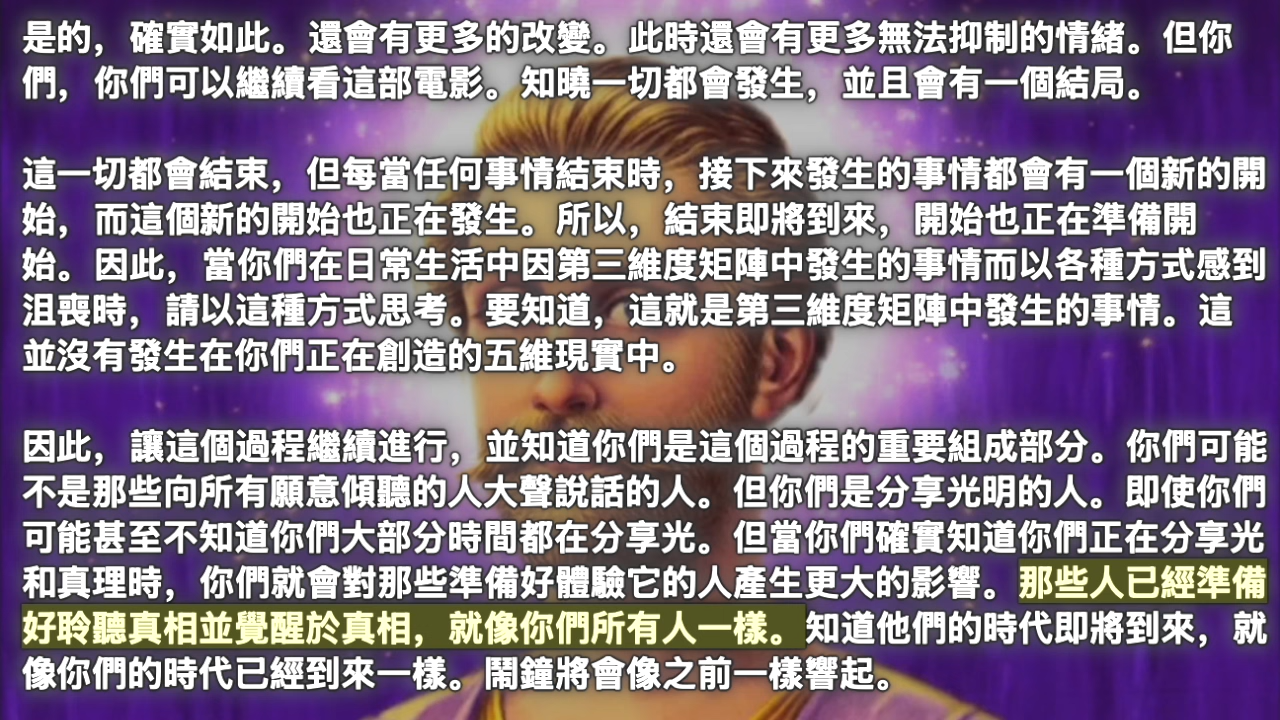 是的，確實如此。還會有更多的改變。此時還會有更多無法抑制的情緒。但你
們，你們可以繼續看這部電影。知曉一切都會發生，並且會有一個結局。
這一切都會結束，但每當任何事情結束時，接下來發生的事情都會有一個新的開
始，而這個新的開始也正在發生。所以，結束即將到來，開始也正在準備開
始。因此，當你們在日常生活中因第三維度矩陣中發生的事情而以各種方式感到
沮喪時，請以這種方式思考。要知道，這就是第三維度矩陣中發生的事情。這
並沒有發生在你們正在創造的五維現實中。
因此，讓這個過程繼續進行，並知道你們是這個過程的重要組成部分。你們可能
不是那些向所有願意傾聽的人大聲說話的人。但你們是分享光明的人。即使你們
可能甚至不知道你們大部分時間都在分享光。但當你們確實知道你們正在分享光
和真理時，你們就會對那些準備好體驗它的人產生更大的影響。那些人已經準備
好聆聽真相並覺醒於真相，就像你們所有人一樣。知道他們的時代即將到來，就
像你們的時代已經到來一樣。鬧鐘將會像之前一樣響起。